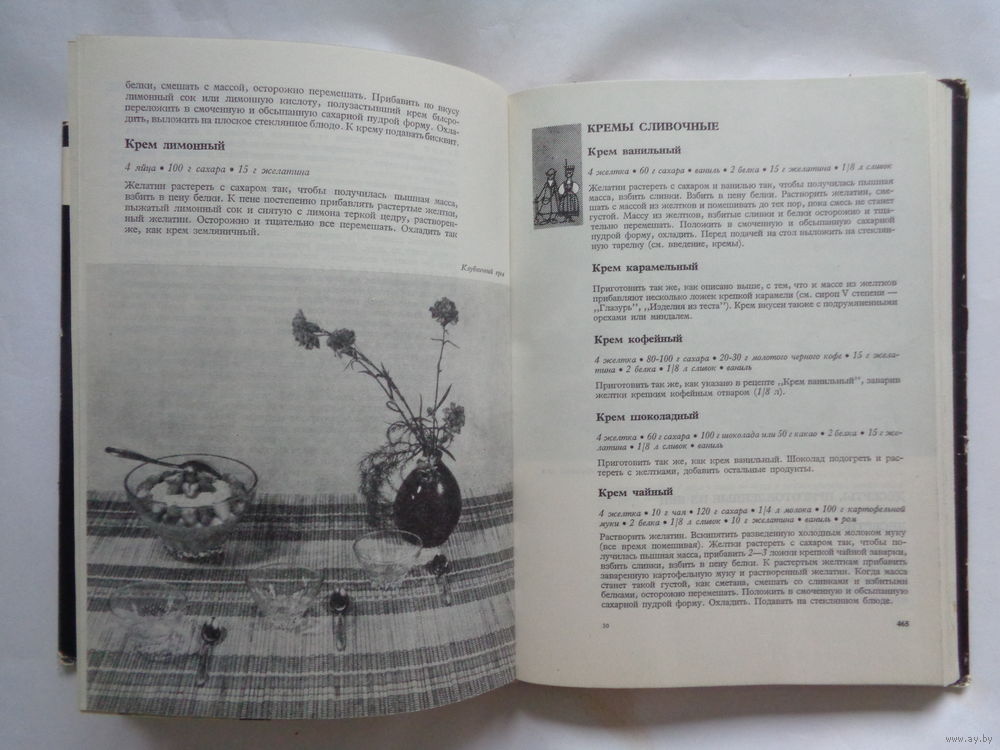 белки, смешать с массой, осторожно перемешать. Прибавить по вкусу
лимонный сок или лимонную кислоту, полузастывший крем быстро
переложить в смоченную и обсыпанную сахарной пудрой форму. Охла-
дить, выложить на плоское стеклянное блюдо. К крему подавать бисквит.
Крем лимонный
4 яйца • 100 г сахара • 15 г желатина
Желатин растереть с сахаром так, чтобы получилась пышная масса,
взбить в пену белки. К пене постепенно прибавлять растертые желтки,
выжатый лимонный сок и снятую с лимона теркой цедру, растворен-
ный желатин. Осторожно и тщательно все перемешать. Охладить так
же, как крем земляничный.
Клубничный
КРЕМЫ СЛИВОЧНЫЕ
Крем ванильный
4 желтка • 60 г сахара • ваниль • 2 белка • 15 г желатина • 1/8 л сливок
Желатин растереть с сахаром и ванилью так, чтобы получилась пышная
масса, взбить сливки. Взбить в пену белки. Растворить желатин, сме-
шать с массой из желтков и помешивать до тех пор, пока смесь не станет
густой. Массу из желтков, взбитые сливки и белки осторожно и тща-
тельно перемешать. Положить в смоченную и обсыпанную сахарной
пудрой форму, охладить. Перед подачей на стол выложить на стеклян-
ную тарелку (см. введение, кремы).
Крем карамельный
Приготовить так же, как описано выше, с тем, что к массе из желтков
прибавляют несколько ложек крепкой карамели (см. сироп V степени —
,,Глазурь", ,,Изделия из теста"). Крем вкусен также с подрумяненными
орехами или миндалем.
Крем кофейный
4 желтка • 80-100 г сахара • 20-30 г молотого черного кофе • 15 г жела-
тина • 2 белка • 1/8 л сливок • ваниль
Приготовить так же, как указано в рецепте ,,Крем ванильный", заварив
желтки крепким кофейным отваром (1/8 л).
Крем шоколадный
4 желтка • 60 г сахара • 100 г шоколада или 50 г какао • 2 белка • 15 г же-
латина • 1/8 л сливок • ваниль
Приготовить так же, как крем ванильный. Шоколад подогреть и рас-
тереть с желтками, добавить остальные продукты.
Крем чайный
4 желтка • 10 г чая • 120 г сахара • 1/4 л молока • 100 г картофельной
муки • 2 белка • 1/8 л сливок • 10 г желатина • ваниль • ром
Растворить желатин. Вскипятить разведенную холодным молоком муку
(все время помешивая). Желтки растереть с сахаром так, чтобы по-
лучилась пышная масса, прибавить 2—3 ложки крепкой чайной заварки,
взбить сливки, взбить в пену белки. К растертым желткам прибавить
заваренную картофельную муку и растворенный желатин. Когда масса
станет такой густой, как сметана, смешать со сливками и взбитыми
белками, осторожно перемешать. Положить в смоченную и обсыпанную
сахарной пудрой форму. Охладить. Подавать на стеклянном блюде.
30
465
www.ay.by